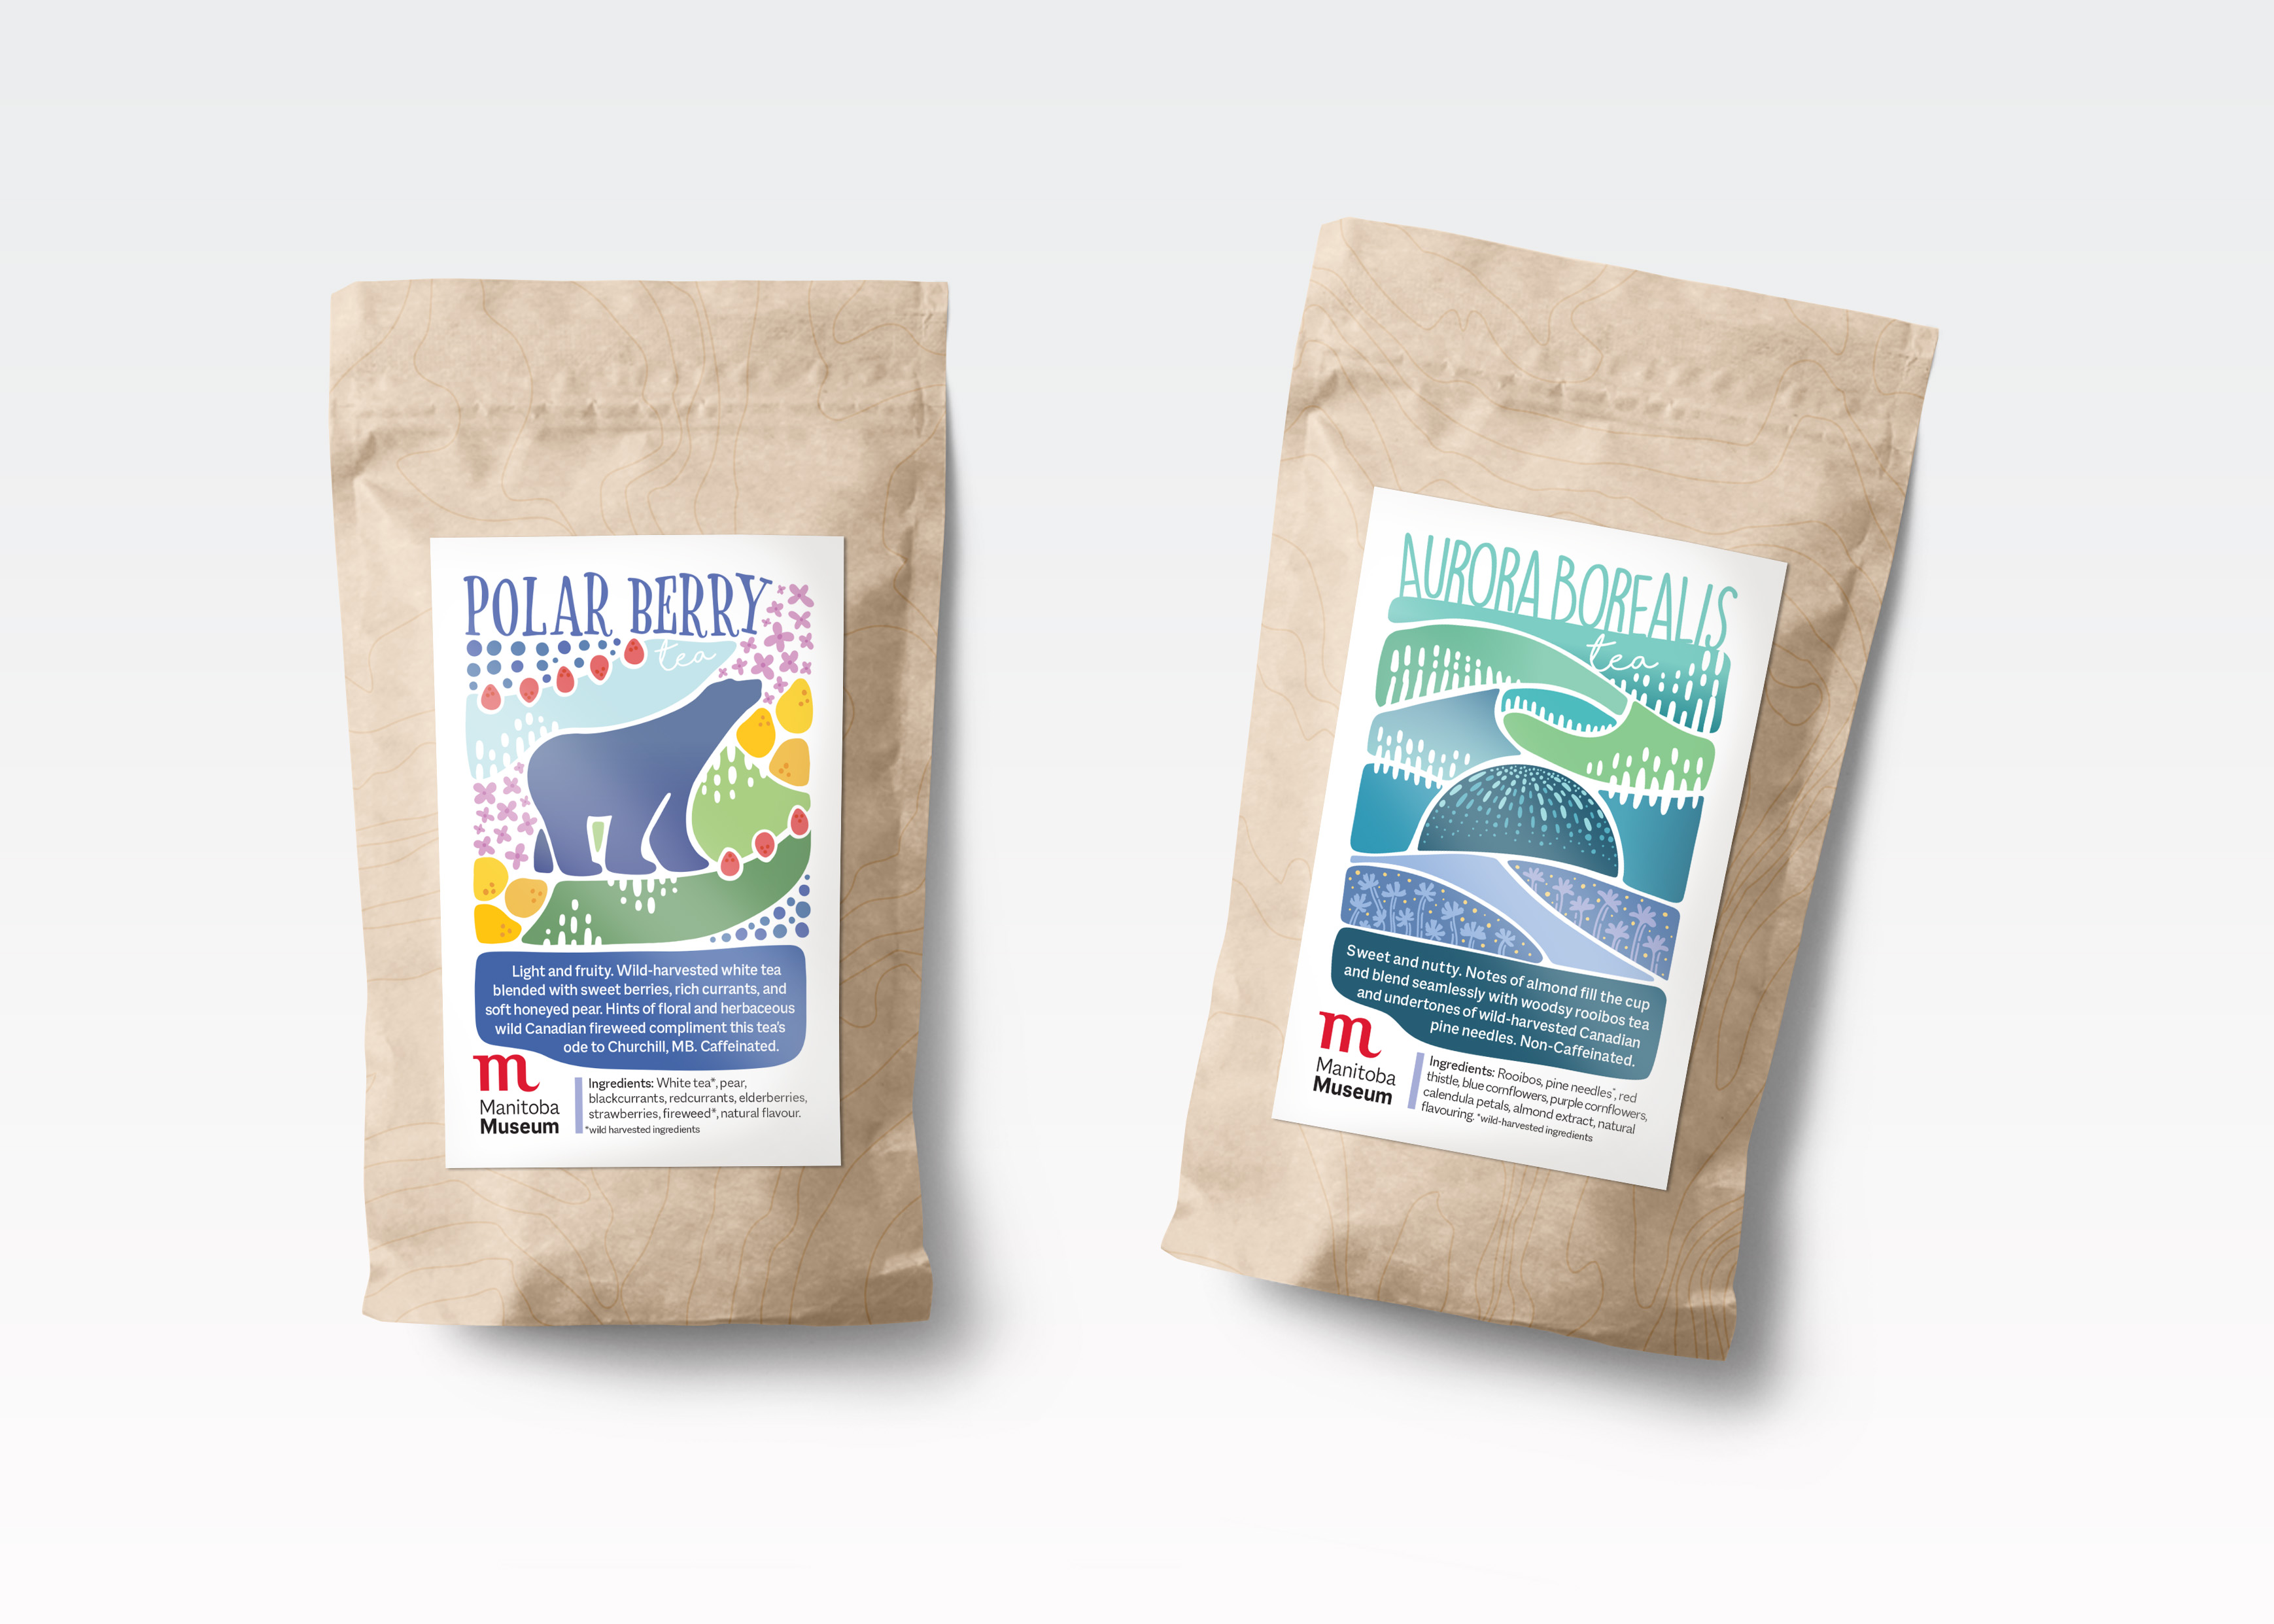 POLAR BERRY
tea
Light and fruity. Wild-harvested white tea
blended with sweet berries, rich currants, and
soft honeyed pear. Hints of floral and herbaceous
wild Canadian fireweed compliment this tea's
ode to Churchill, MB. Caffeinated.
m
Manitoba
Museum
Ingredients: White tea*, pear,
blackcurrants, redcurrants, elderberries,
strawberries, fireweed*, natural flavour.
*wild harvested ingredients
AURORA BOREALIS
tea
Sweet and nutty. Notes of almond fill the cup
and blend seamlessly with woodsy rooibos tea
and undertones of wild-harvested Canadian
pine needles. Non-Caffeinated.
m
Manitoba
Museum
Ingredients: Rooibos, pine needles*, red
thistle, blue cornflowers, purple cornflowers,
calendula petals, almond extract, natural
flavouring. *wild-harvested ingredients